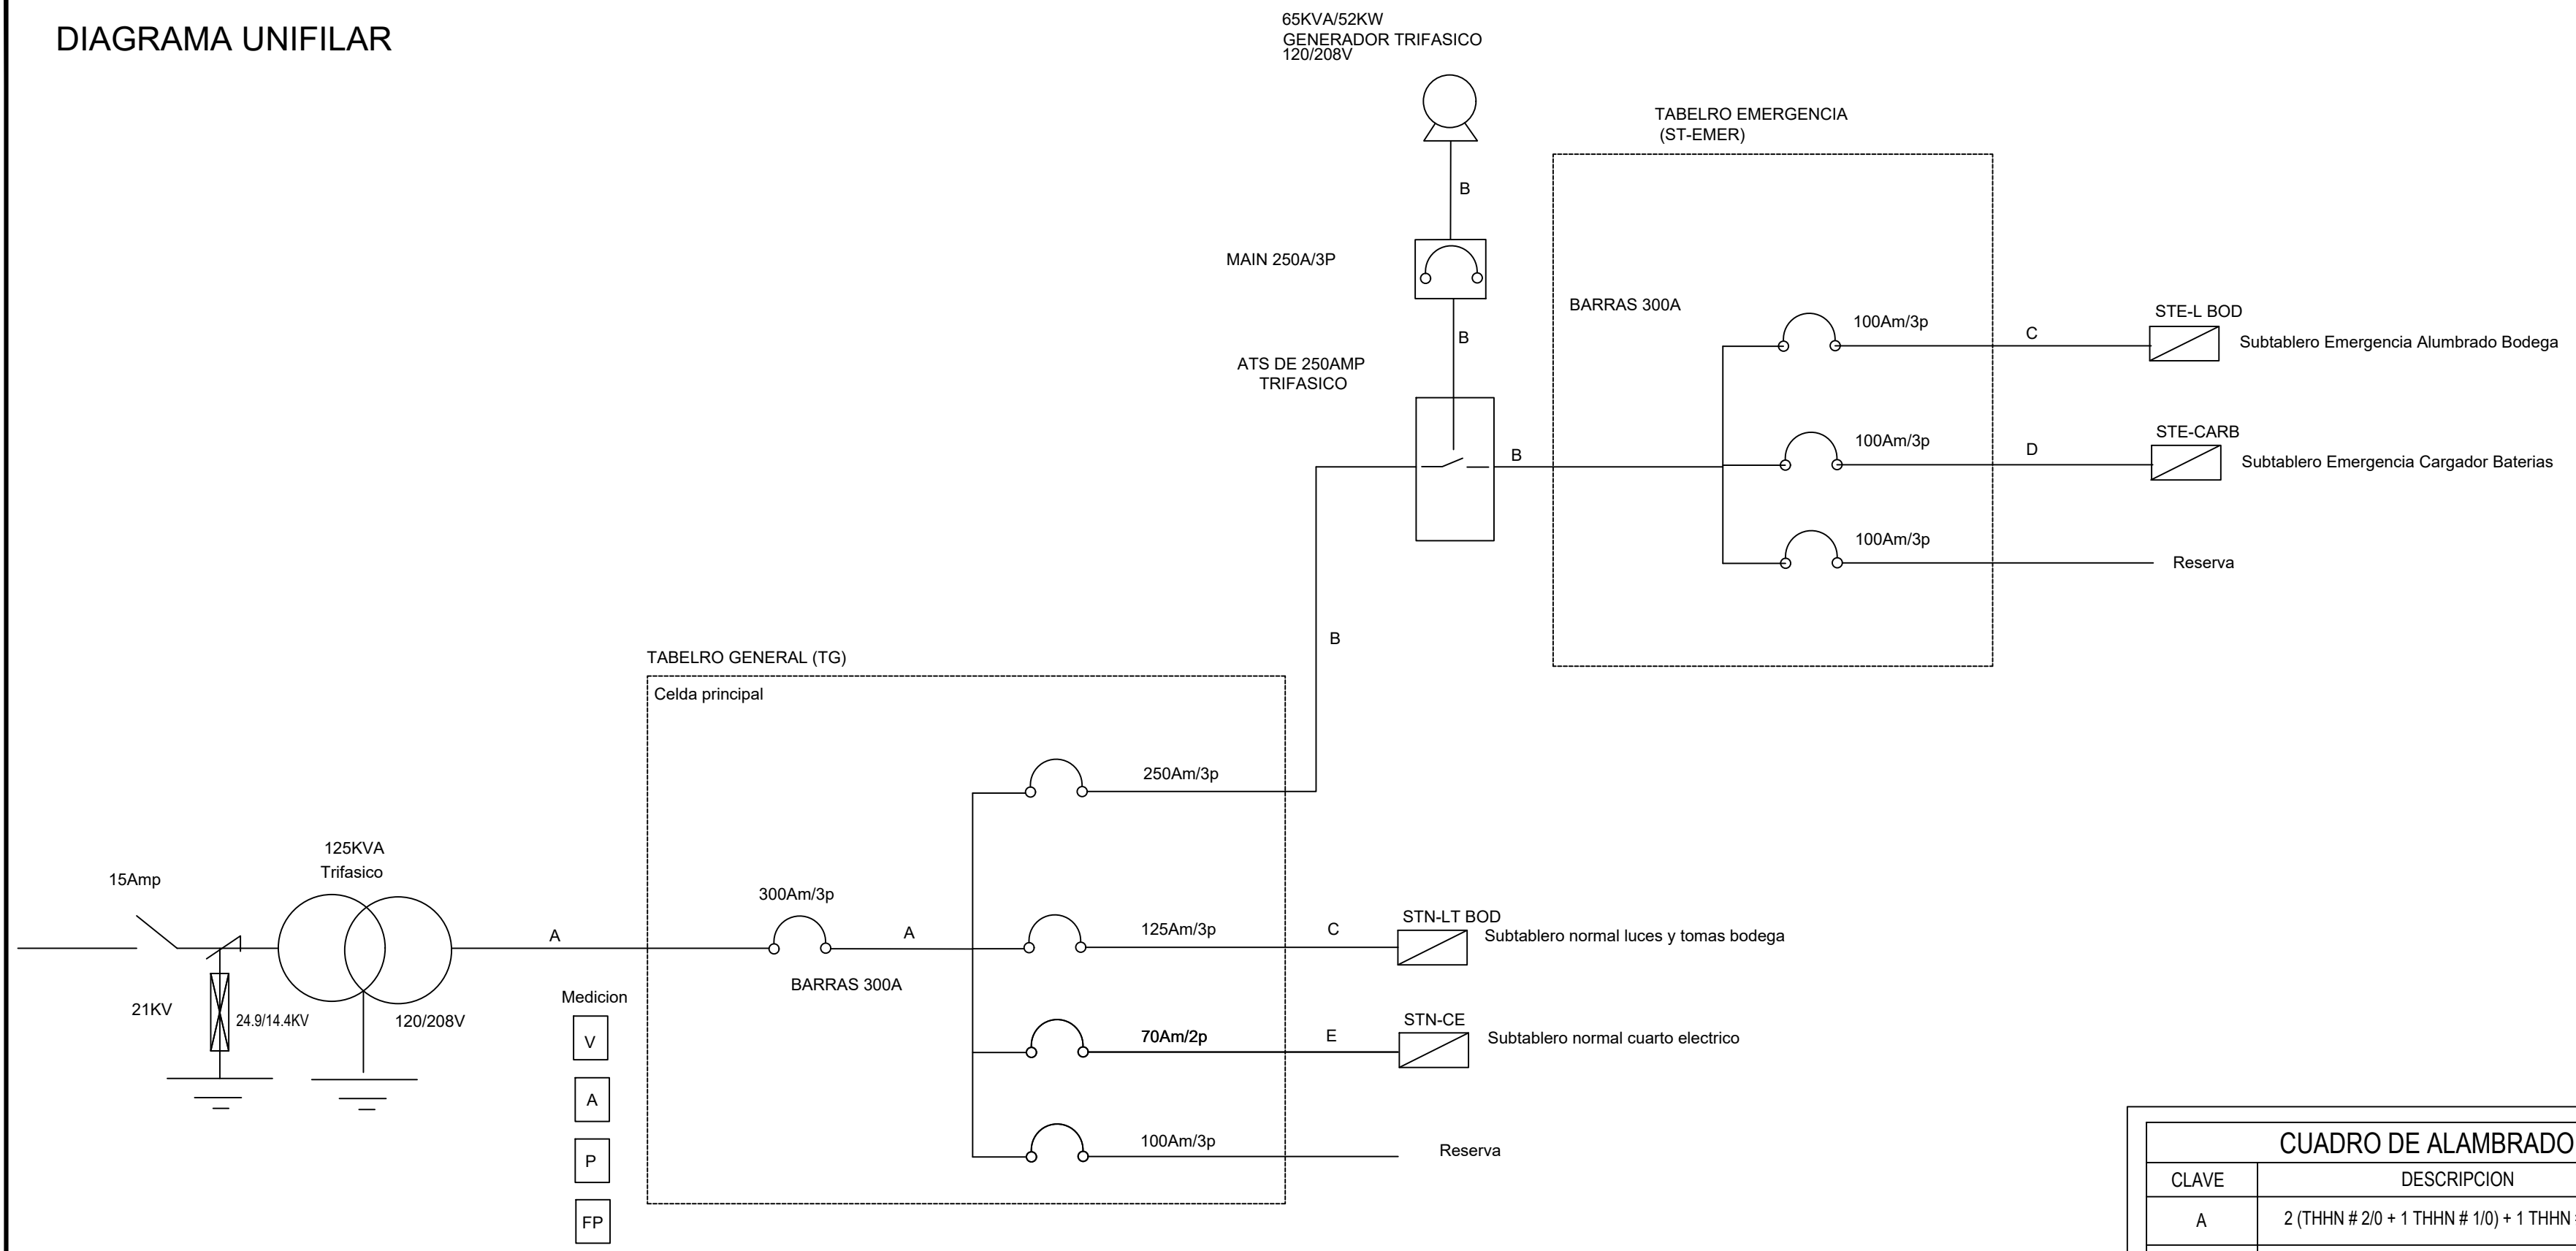 DIAGRAMA UNIFILAR
65KVA/52KW
GENERADOR TRIFASICO
120/208V
B
MAIN 250A/3P
B
ATS DE 250AMP
TRIFASICO
B
B
TABELRO EMERGENCIA
(ST-EMER)
BARRAS 300A
100Am/3p
C
STE-L BOD
Subtablero Emergencia Alumbrado Bodega
100Am/3p
D
STE-CARB
Subtablero Emergencia Cargador Baterias
100Am/3p
Reserva
TABELRO GENERAL (TG)
Celda principal
250Am/3p
15Amp
125KVA
Trifasico
21KV
24.9/14.4KV
120/208V
A
Medicion
V
A
P
FP
300Am/3p
A
BARRAS 300A
125Am/3p
C
STN-LT BOD
Subtablero normal luces y tomas bodega
70Am/2p
E
STN-CE
Subtablero normal cuarto electrico
100Am/3p
Reserva
CUADRO DE ALAMBRADO
CLAVE DESCRIPCION
A 2 (THHN # 2/0 + 1 THHN # 1/0) + 1 THHN